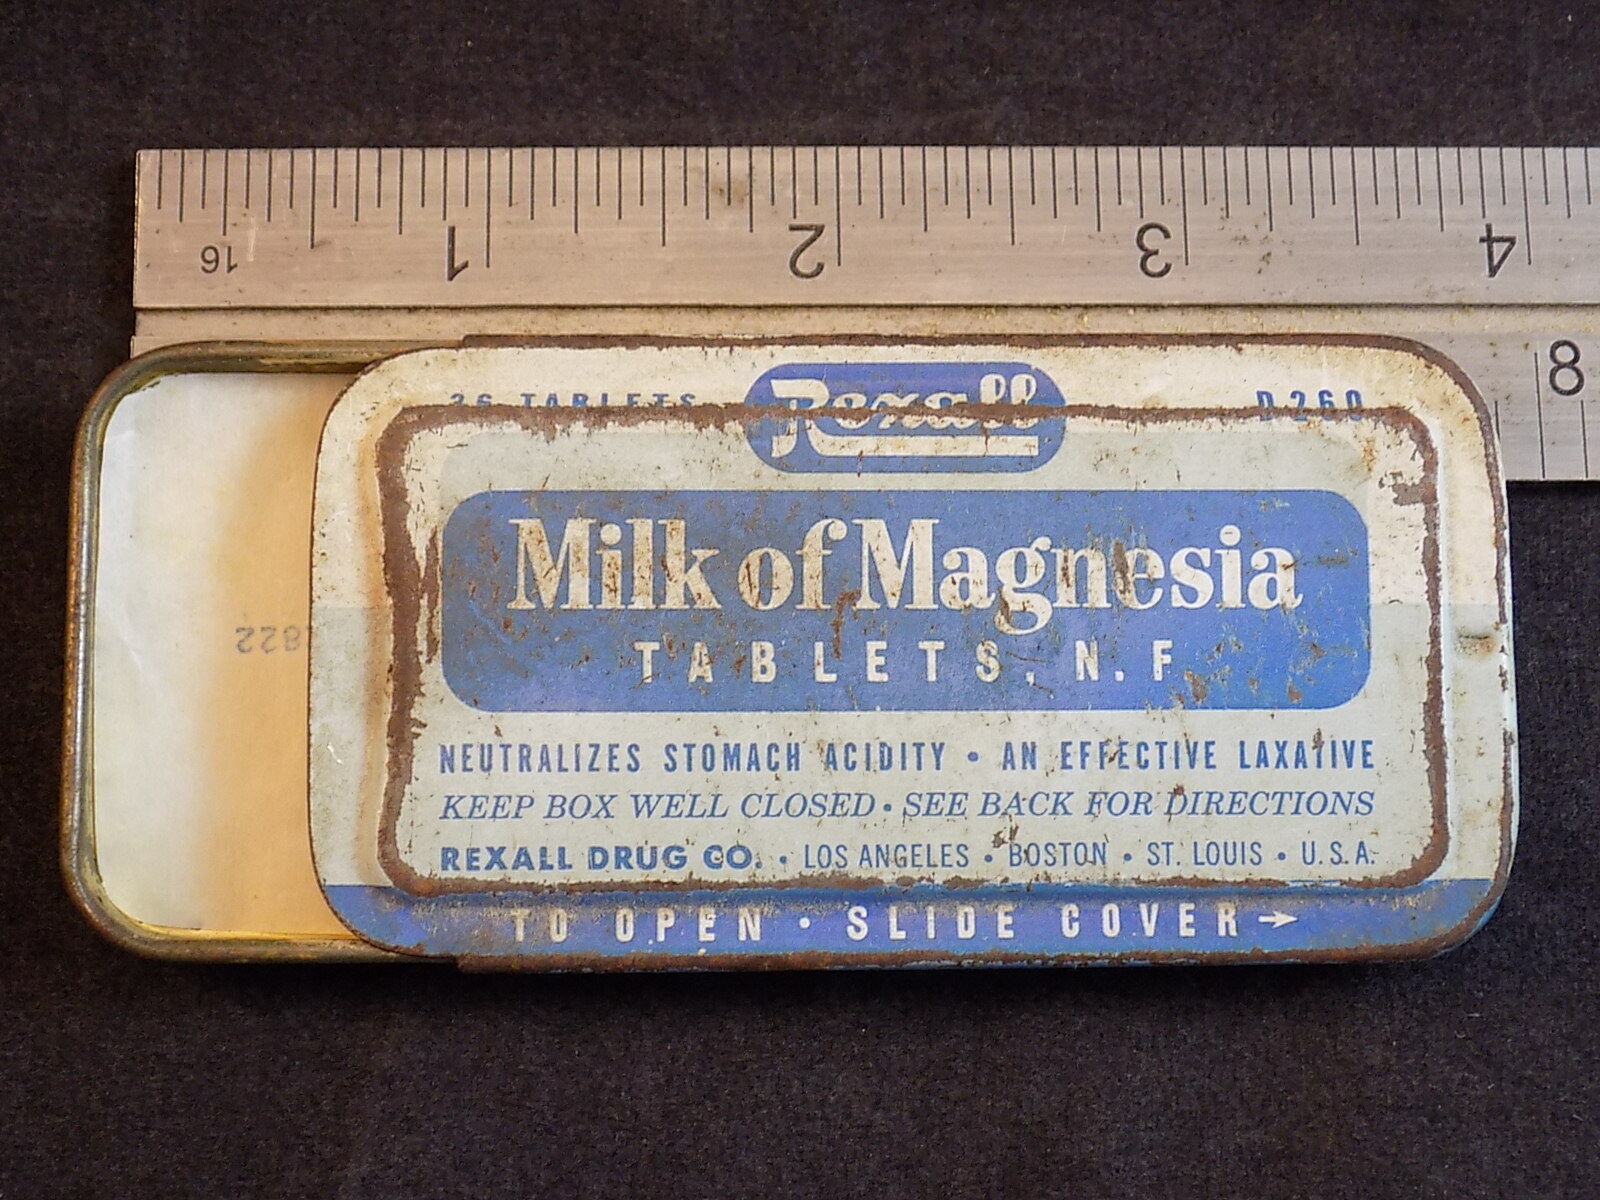 16 1 2 3 4
8
36 TABLETS Rexall D260
Milk of Magnesia
TABLETS, N.F.
NEUTRALIZES STOMACH ACIDITY • AN EFFECTIVE LAXATIVE
KEEP BOX WELL CLOSED • SEE BACK FOR DIRECTIONS
REXALL DRUG CO. • LOS ANGELES • BOSTON • ST. LOUIS • U.S.A.
TO OPEN • SLIDE COVER→